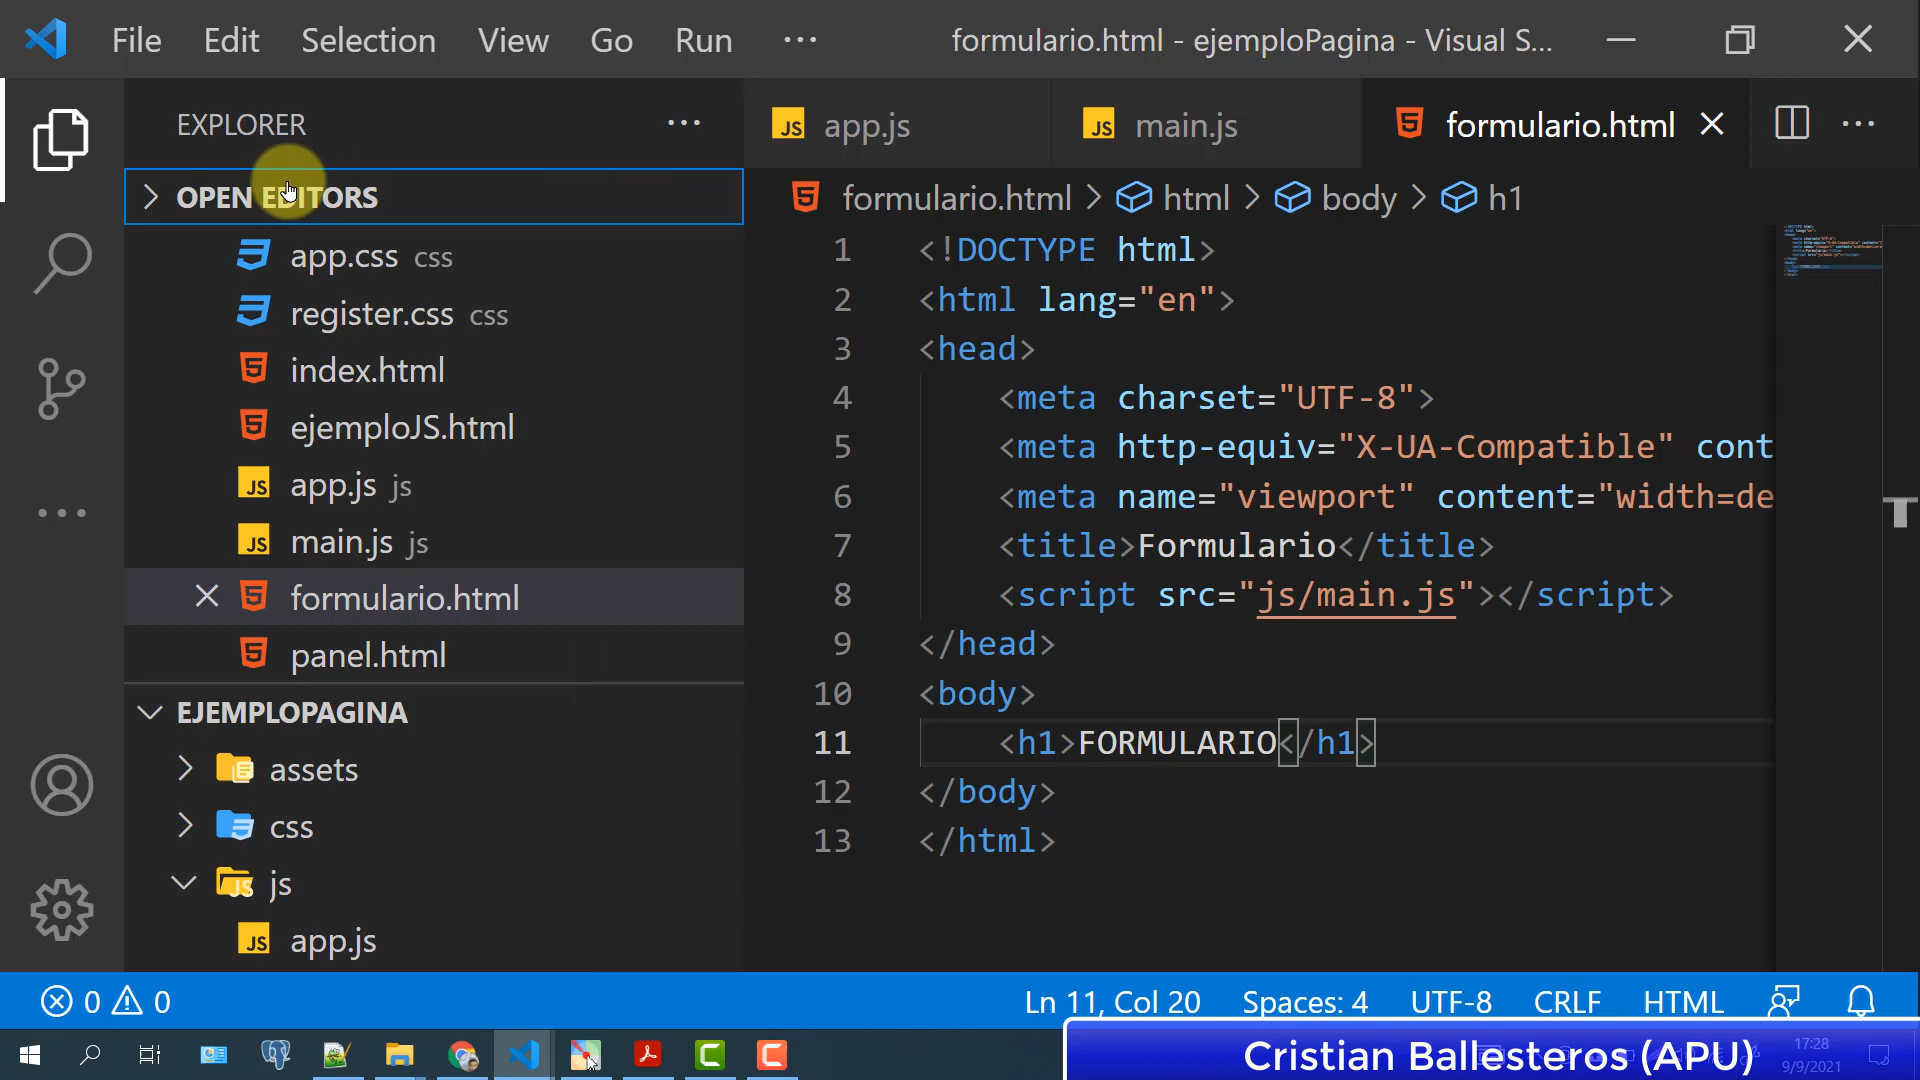 File Edit Selection View Go Run ··· formulario.html - ejemploPagina - Visual S...
EXPLORER ···
OPEN EDITORS
app.css css
register.css css
index.html
ejemploJS.html
app.js js
main.js js
formulario.html
panel.html
EJEMPLOPAGINA
assets
css
js
app.js
app.js main.js formulario.html
formulario.html > html > body > h1
1 <!DOCTYPE html>
2 <html lang="en">
3 <head>
4 <meta charset="UTF-8">
5 <meta http-equiv="X-UA-Compatible" cont
6 <meta name="viewport" content="width=de
7 <title>Formulario</title>
8 <script src="js/main.js"></script>
9 </head>
10 <body>
11 <h1>FORMULARIO</h1>
12 </body>
13 </html>
0 0 Ln 11, Col 20 Spaces: 4 UTF-8 CRLF HTML
Cristian Ballesteros (APU)
17:28
9/9/2021